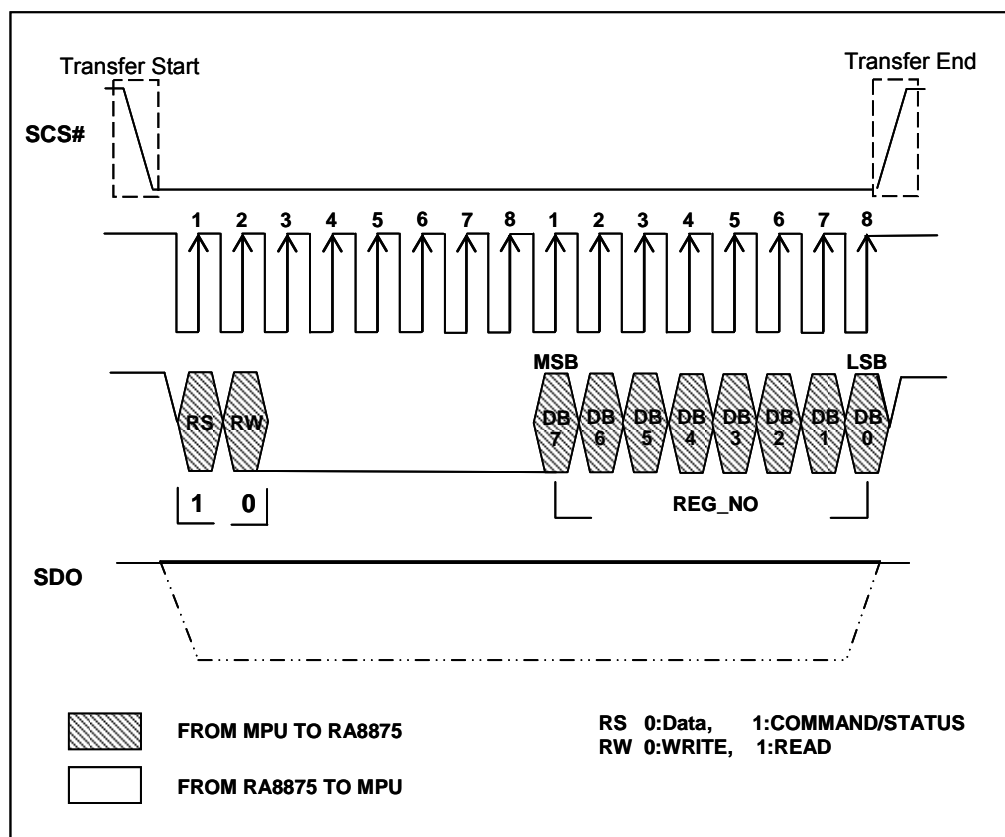 Transfer Start
Transfer End
SCS#
1 2 3 4 5 6 7 8 1 2 3 4 5 6 7 8
MSB
LSB
RS RW DB 7 DB 6 DB 5 DB 4 DB 3 DB 2 DB 1 DB 0
1 0
REG_NO
SDO
FROM MPU TO RA8875
RS 0:Data, 1:COMMAND/STATUS
RW 0:WRITE, 1:READ
FROM RA8875 TO MPU